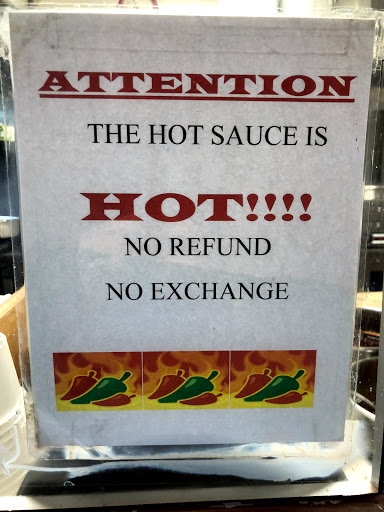 ATTENTION
THE HOT SAUCE IS
HOT!!!!
NO REFUND
NO EXCHANGE